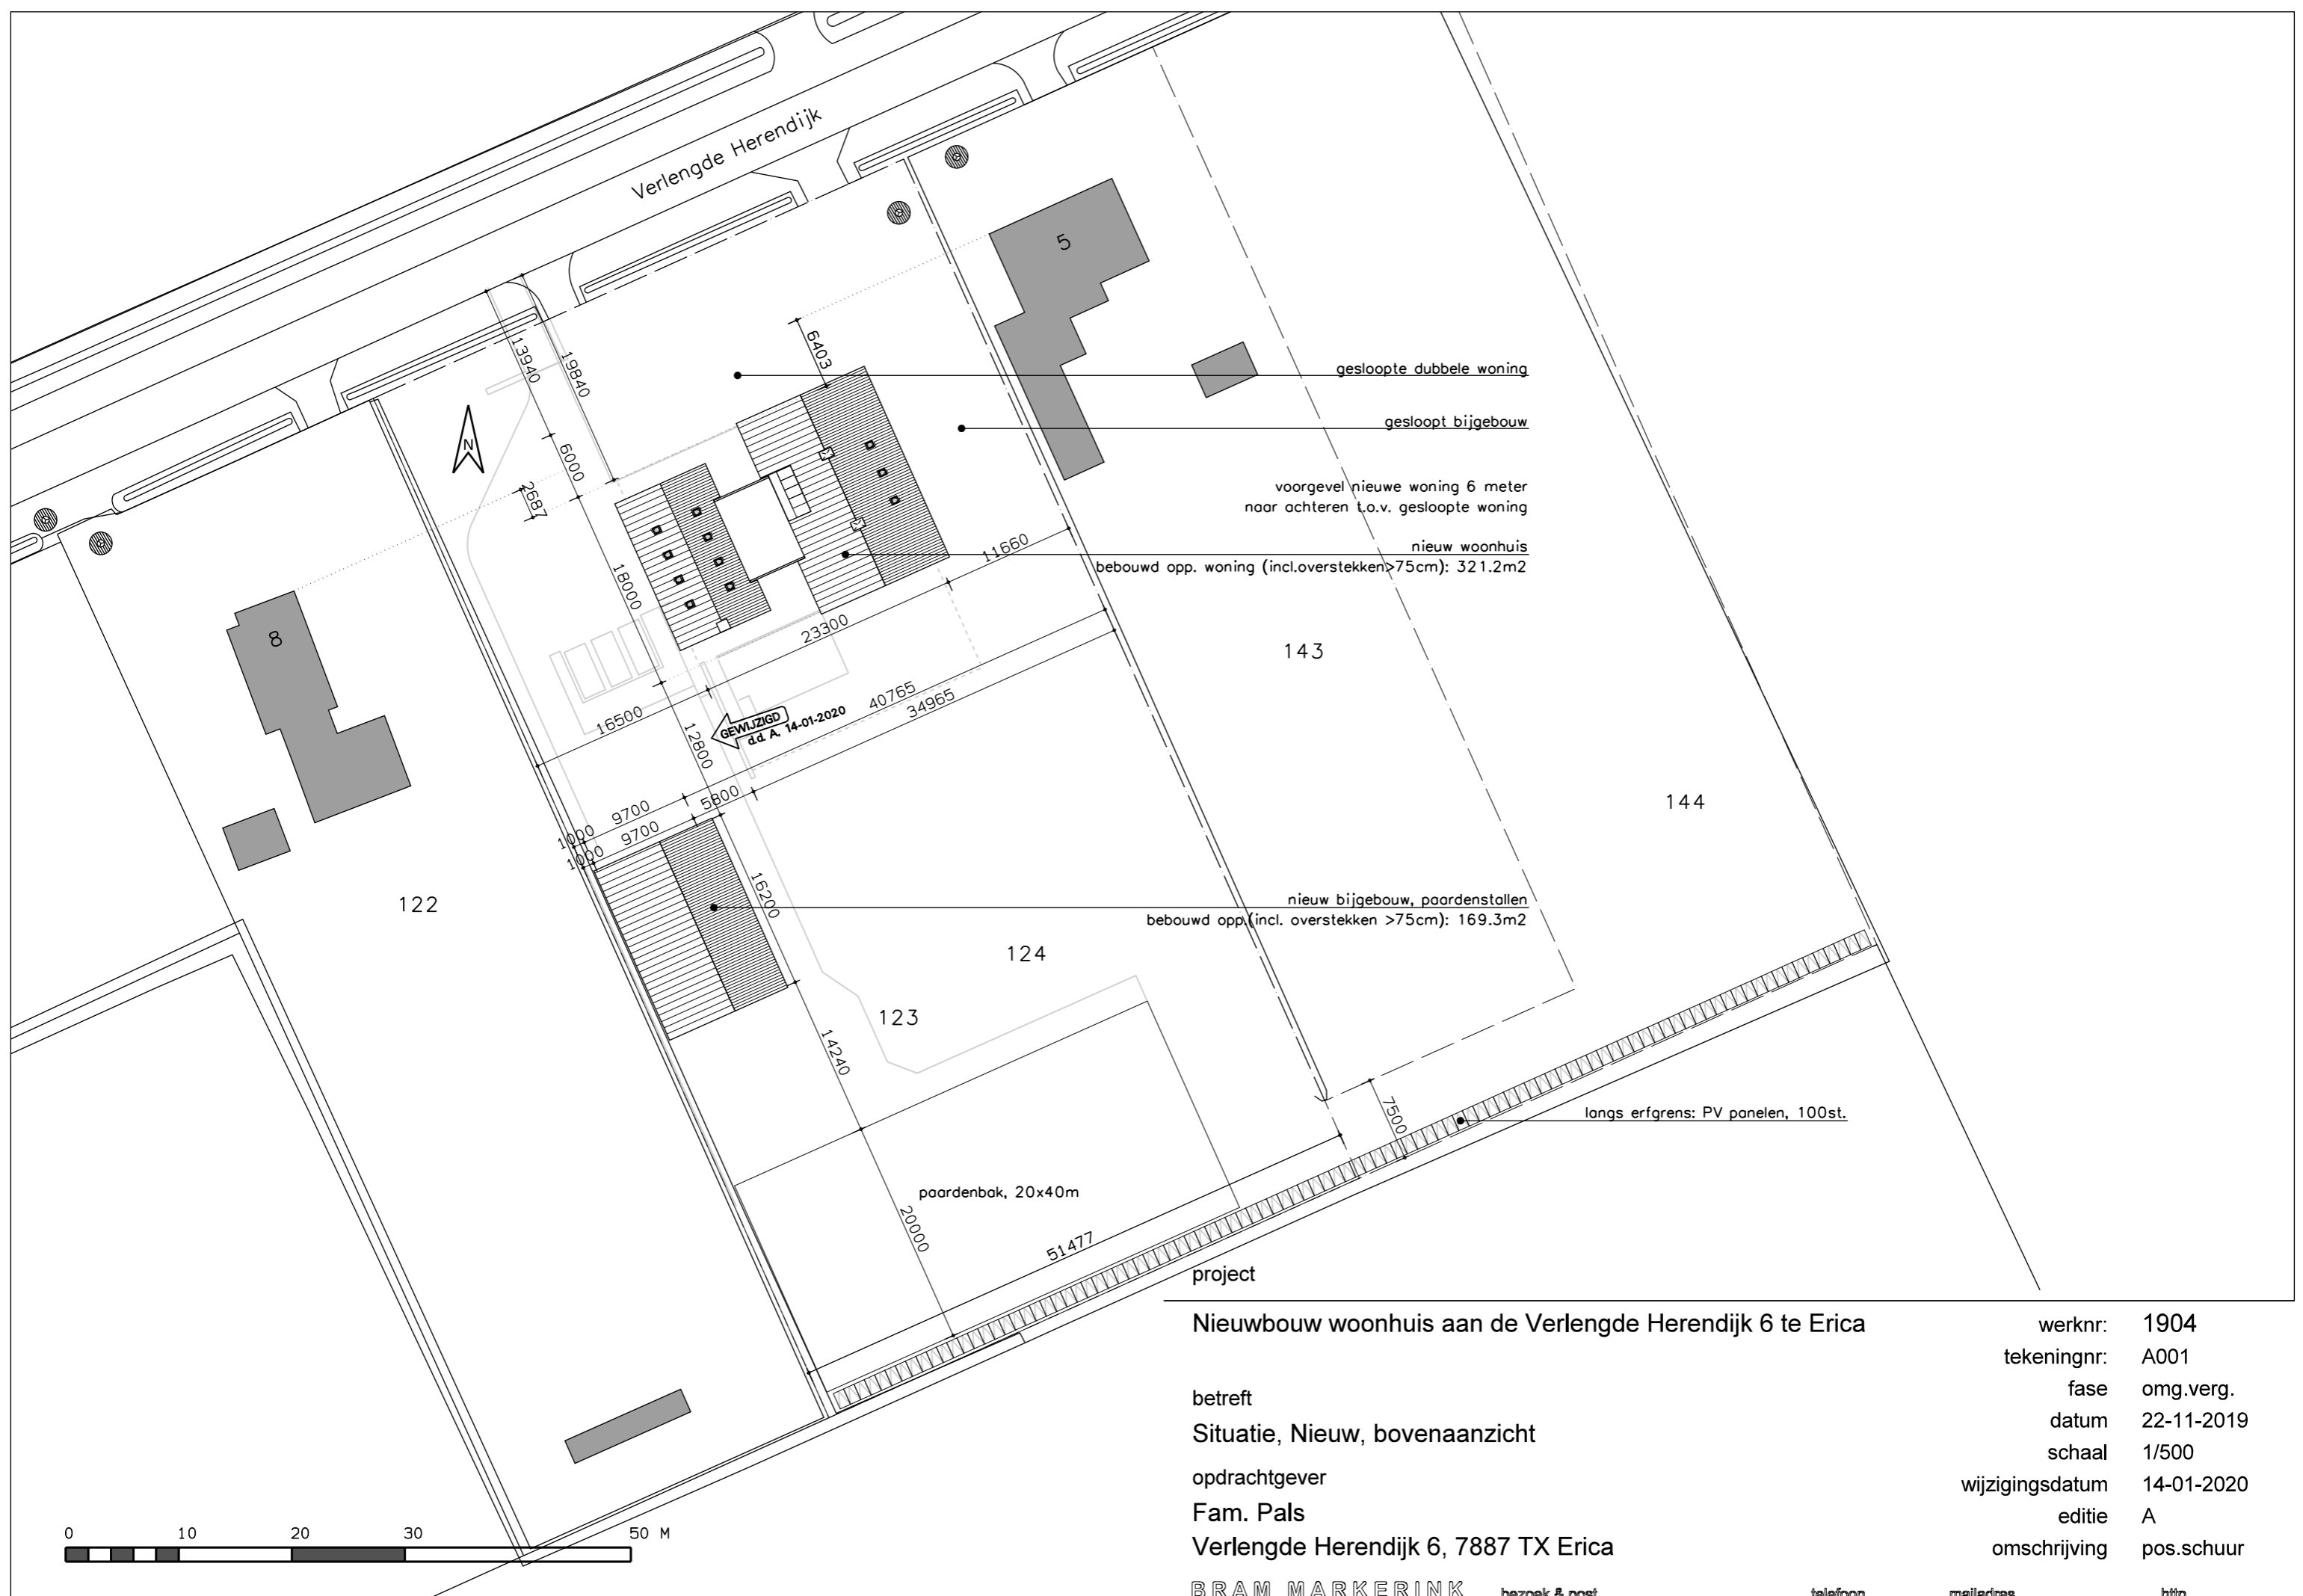 Verlengde Herendijk
5
13940
19840
6403
gesloopte dubbele woning
gesloopt bijgebouw
N
6000
2687
voorgevel nieuwe woning 6 meter
naar achteren t.o.v. gesloopte woning
nieuw woonhuis
bebouwd opp. woning (incl.overstekken>75cm): 321.2m2
11660
18000
23300
8
143
16500
12800
GEWIJZIGD
d.d. A. 14-01-2020
40765
34965
144
9700
5800
1000
9700
1000
122
16200
nieuw bijgebouw, paardenstallen
bebouwd opp.(incl. overstekken >75cm): 169.3m2
124
123
14240
7500
langs erfgrens: PV panelen, 100st.
paardenbak, 20x40m
20000
51477
0 10 20 30 50 M
project
Nieuwbouw woonhuis aan de Verlengde Herendijk 6 te Erica
betreft
Situatie, Nieuw, bovenaanzicht
opdrachtgever
Fam. Pals
Verlengde Herendijk 6, 7887 TX Erica
werknr: 1904
tekeningnr: A001
fase omg.verg.
datum 22-11-2019
schaal 1/500
wijzigingsdatum 14-01-2020
editie A
omschrijving pos.schuur
BRAM MARKERINK bezoek & post telefoon mailadres http